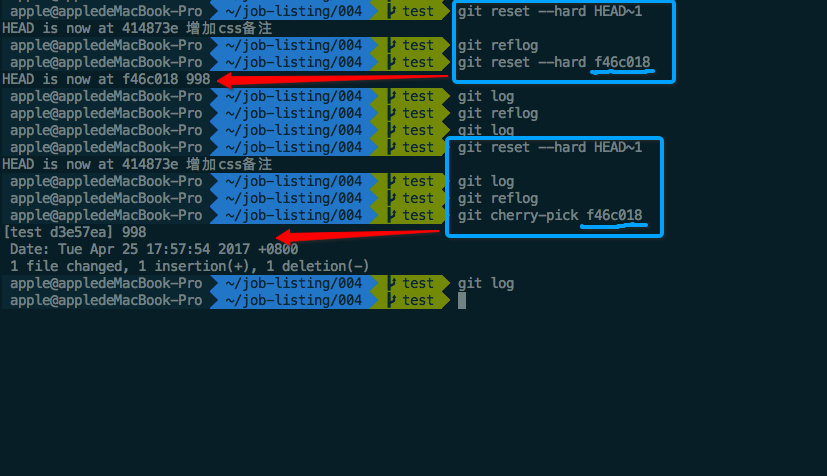 apple@appledeMacBook-Pro ~/job-listing/004 test git reset --hard HEAD~1
HEAD is now at 414873e 增加css备注
apple@appledeMacBook-Pro ~/job-listing/004 test git reflog
apple@appledeMacBook-Pro ~/job-listing/004 test git reset --hard f46c018
HEAD is now at f46c018 998
apple@appledeMacBook-Pro ~/job-listing/004 test git log
apple@appledeMacBook-Pro ~/job-listing/004 test git reflog
apple@appledeMacBook-Pro ~/job-listing/004 test git log
apple@appledeMacBook-Pro ~/job-listing/004 test git reset --hard HEAD~1
HEAD is now at 414873e 增加css备注
apple@appledeMacBook-Pro ~/job-listing/004 test git log
apple@appledeMacBook-Pro ~/job-listing/004 test git reflog
apple@appledeMacBook-Pro ~/job-listing/004 test git cherry-pick f46c018
[test d3e57ea] 998
Date: Tue Apr 25 17:57:54 2017 +0800
1 file changed, 1 insertion(+), 1 deletion(-)
apple@appledeMacBook-Pro ~/job-listing/004 test git log
apple@appledeMacBook-Pro ~/job-listing/004 test